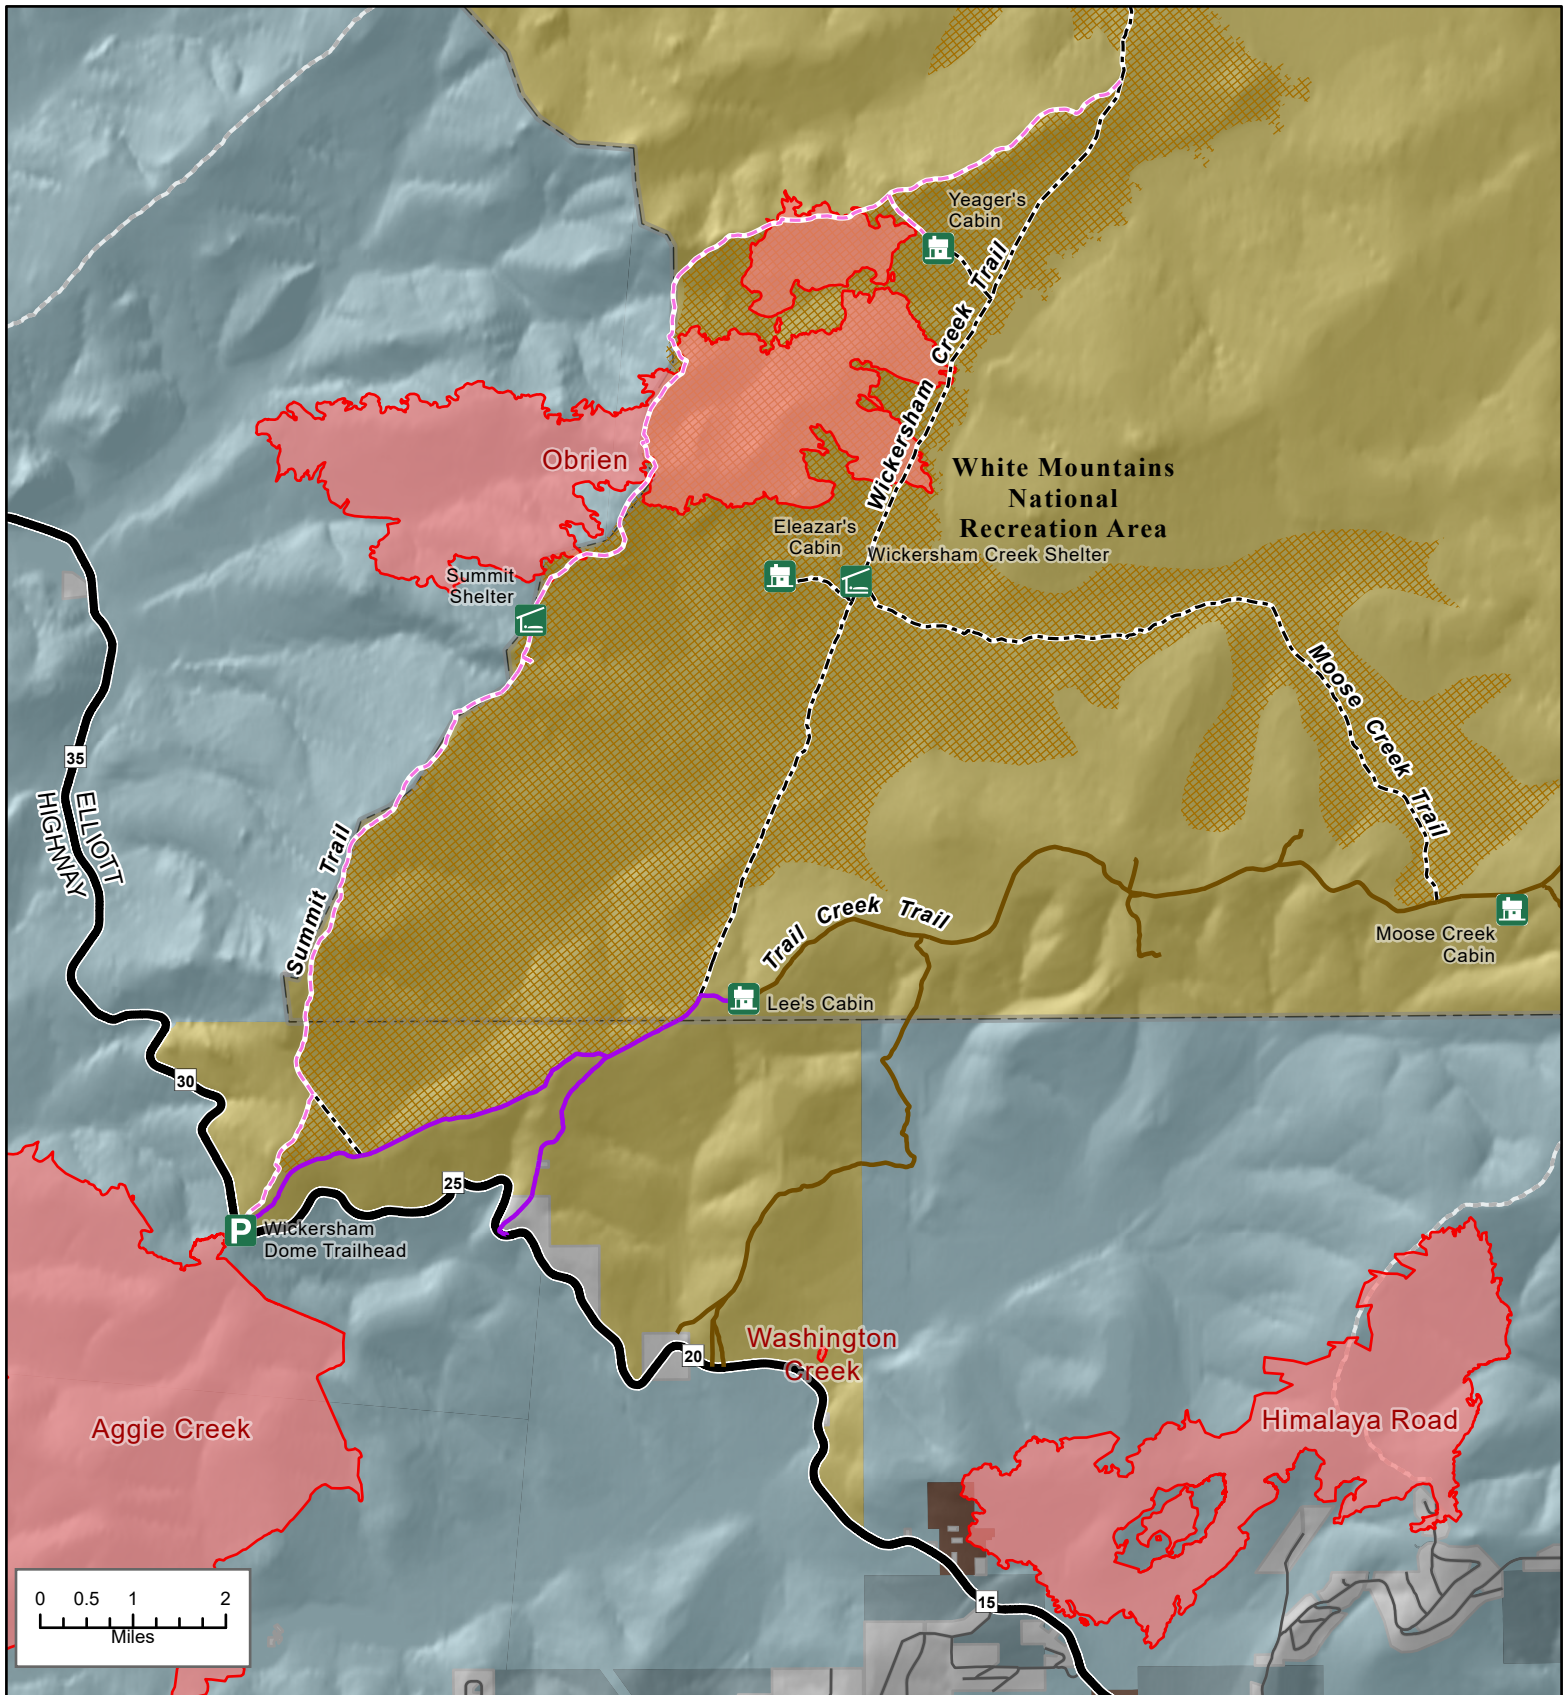 Yeager's
Cabin
Wickersham Creek Trail
Obrien
White Mountains
National
Recreation Area
Eleazar's
Cabin
Wickersham Creek Shelter
Summit
Shelter
Moose Creek Trail
35
ELLIOTT
HIGHWAY
Summit Trail
Trail Creek Trail
Moose Creek
Cabin
Lee's Cabin
30
25
P
Wickersham
Dome Trailhead
20
Washington
Creek
Aggie Creek
Himalaya Road
15
0 0.5 1 2
Miles